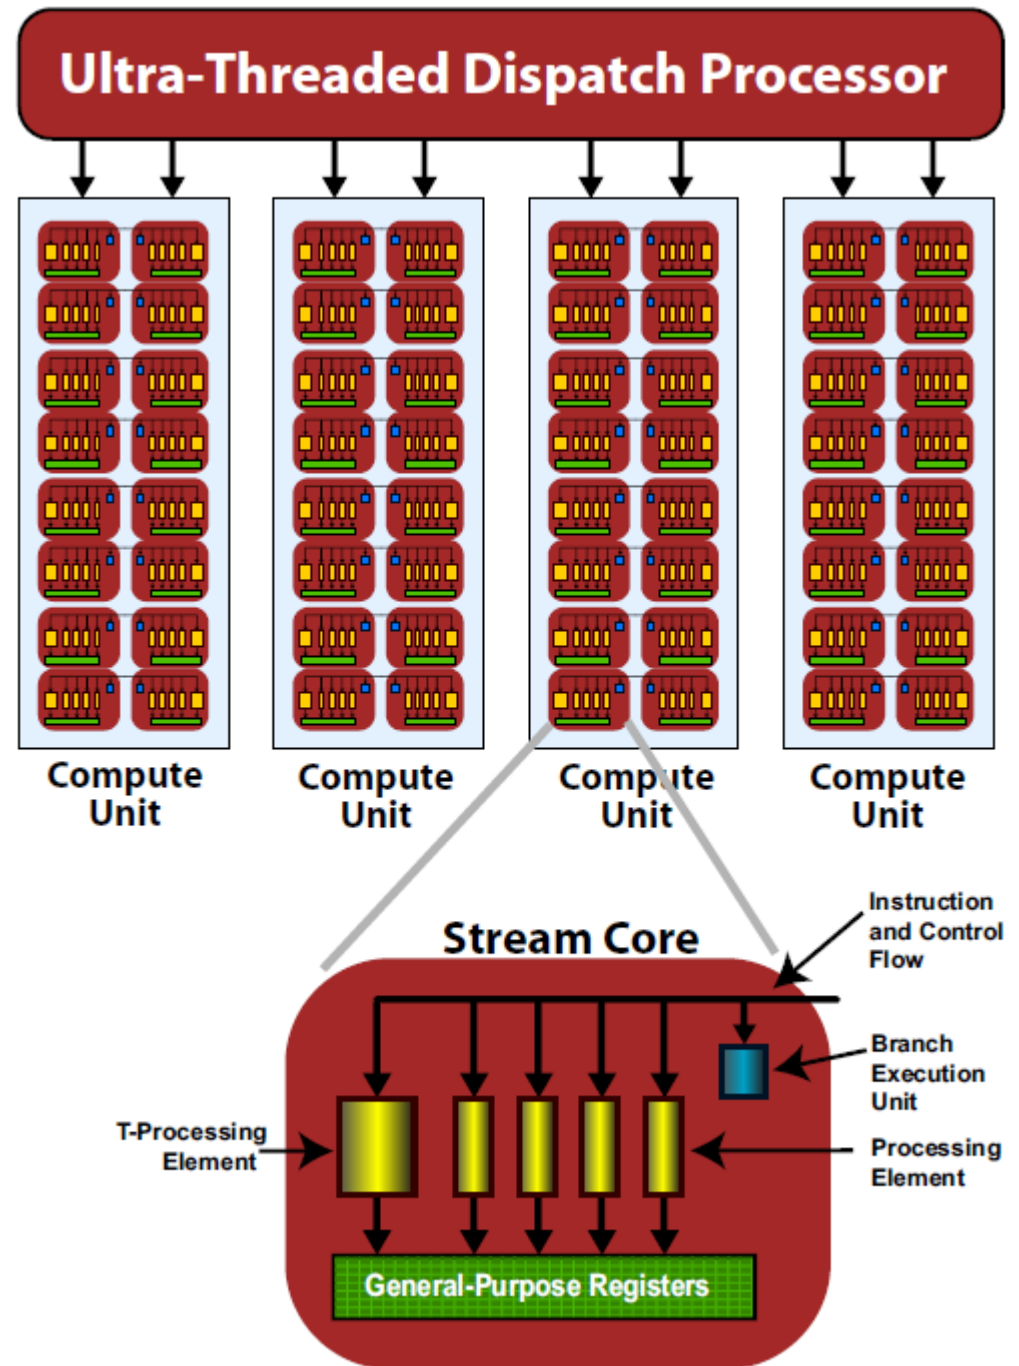 Ultra-Threaded Dispatch Processor
Compute
Unit
Compute
Unit
Compute
Unit
Compute
Unit
Stream Core
Instruction
and Control
Flow
Branch
Execution
Unit
T-Processing
Element
Processing
Element
General-Purpose Registers